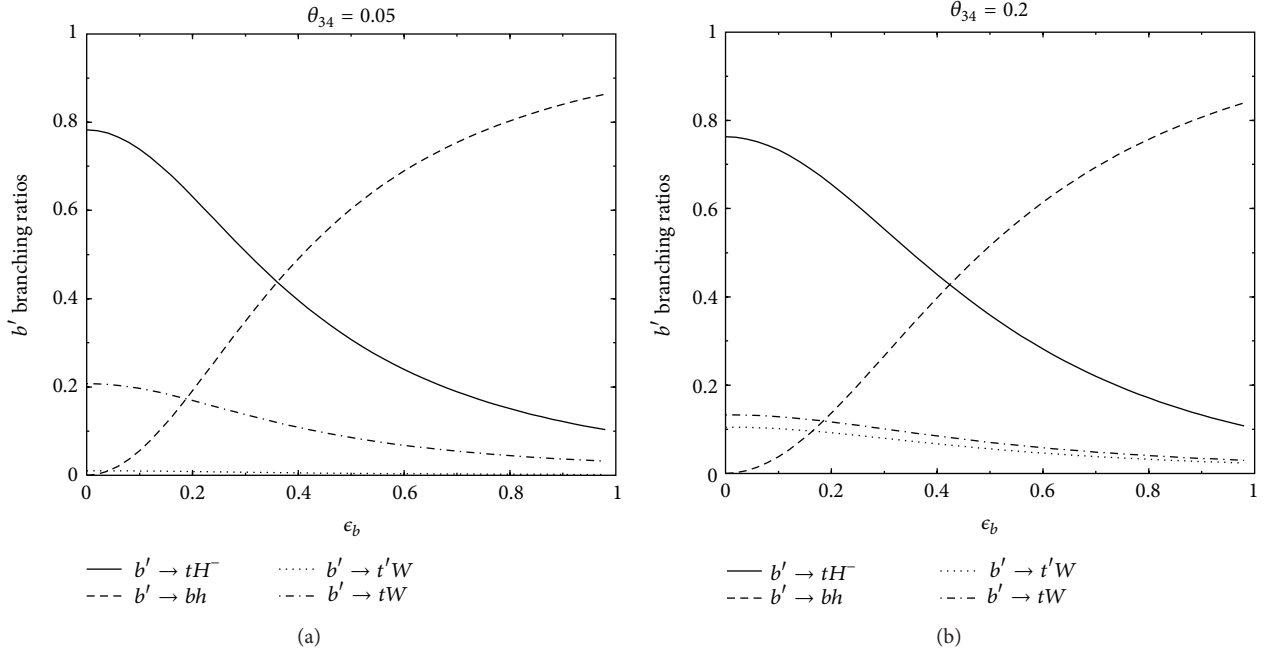 θ34 = 0.05
1
0.8
0.6
0.4
0.2
0
b′ branching ratios
0 0.2 0.4 0.6 0.8 1
ϵb
b′ → tH−
b′ → bh
b′ → t′W
b′ → tW
(a)
θ34 = 0.2
1
0.8
0.6
0.4
0.2
0
b′ branching ratios
0 0.2 0.4 0.6 0.8 1
ϵb
b′ → tH−
b′ → bh
b′ → t′W
b′ → tW
(b)